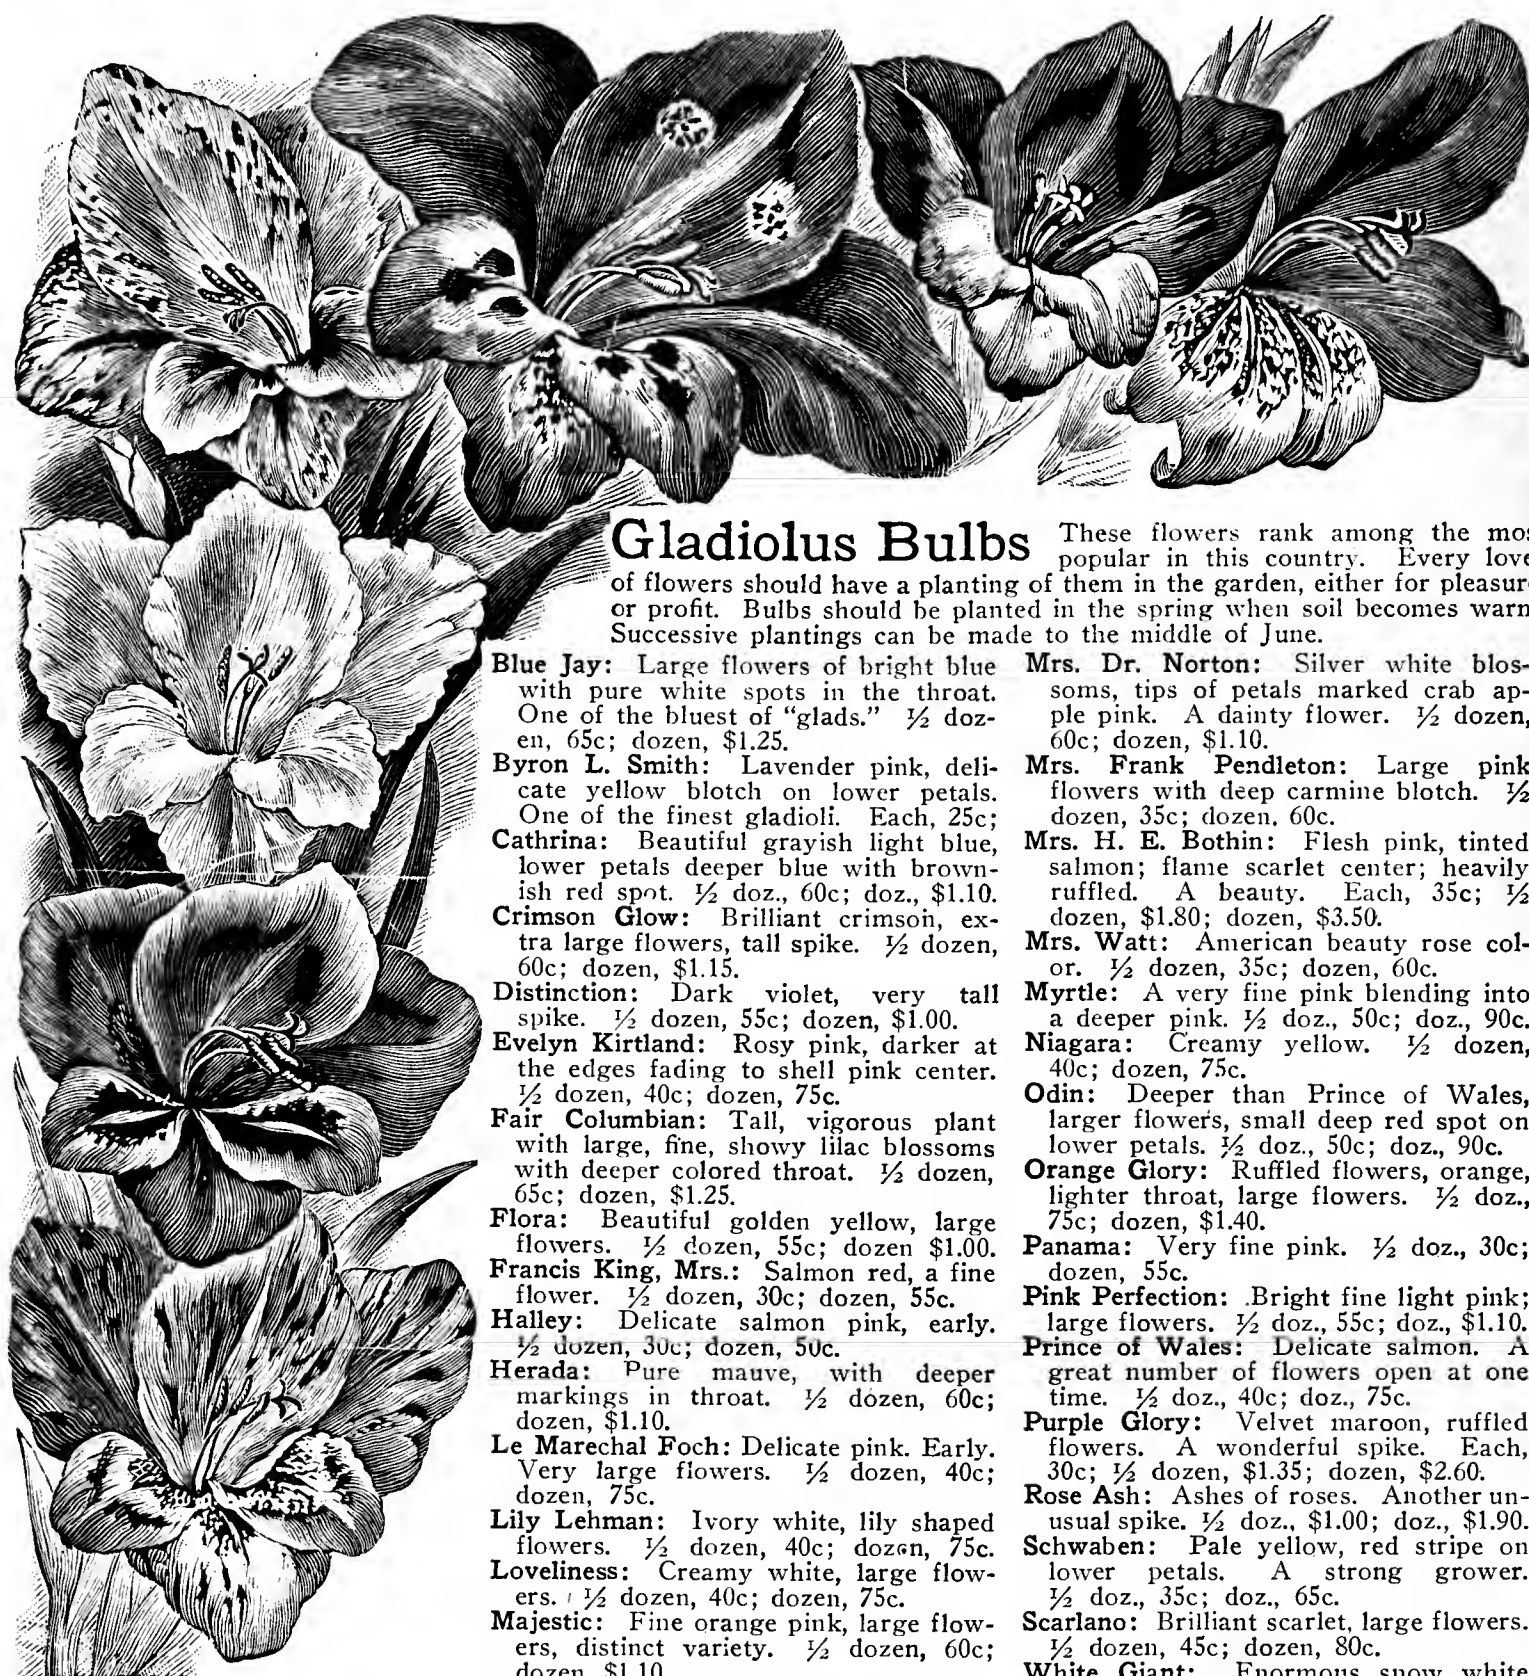 Gladiolus Bulbs
These flowers rank among the mos
popular in this country. Every love
of flowers should have a planting of them in the garden, either for pleasure
or profit. Bulbs should be planted in the spring when soil becomes warm
Successive plantings can be made to the middle of June.
Blue Jay: Large flowers of bright blue
with pure white spots in the throat.
One of the bluest of "glads." ½ doz-
en, 65c; dozen, $1.25.
Byron L. Smith: Lavender pink, deli-
cate yellow blotch on lower petals.
One of the finest gladioli. Each, 25c;
Cathrina: Beautiful grayish light blue,
lower petals deeper blue with brown-
ish red spot. ½ doz., 60c; doz., $1.10.
Crimson Glow: Brilliant crimson, ex-
tra large flowers, tall spike. ½ dozen,
60c; dozen, $1.15.
Distinction: Dark violet, very tall
spike. ½ dozen, 55c; dozen, $1.00.
Evelyn Kirtland: Rosy pink, darker at
the edges fading to shell pink center.
½ dozen, 40c; dozen, 75c.
Fair Columbian: Tall, vigorous plant
with large, fine, showy lilac blossoms
with deeper colored throat. ½ dozen,
65c; dozen, $1.25.
Flora: Beautiful golden yellow, large
flowers. ½ dozen, 55c; dozen $1.00.
Francis King, Mrs.: Salmon red, a fine
flower. ½ dozen, 30c; dozen, 55c.
Halley: Delicate salmon pink, early.
½ dozen, 30c; dozen, 50c.
Herada: Pure mauve, with deeper
markings in throat. ½ dozen, 60c;
dozen, $1.10.
Le Marechal Foch: Delicate pink. Early.
Very large flowers. ½ dozen, 40c;
dozen, 75c.
Lily Lehman: Ivory white, lily shaped
flowers. ½ dozen, 40c; dozen, 75c.
Loveliness: Creamy white, large flow-
ers. ½ dozen, 40c; dozen, 75c.
Majestic: Fine orange pink, large flow-
ers, distinct variety. ½ dozen, 60c;
dozen, $1.10
Mrs. Dr. Norton: Silver white blos-
soms, tips of petals marked crab ap-
ple pink. A dainty flower. ½ dozen,
60c; dozen, $1.10.
Mrs. Frank Pendleton: Large pink
flowers with deep carmine blotch. ½
dozen, 35c; dozen, 60c.
Mrs. H. E. Bothin: Flesh pink, tinted
salmon; flame scarlet center; heavily
ruffled. A beauty. Each, 35c; ½
dozen, $1.80; dozen, $3.50.
Mrs. Watt: American beauty rose col-
or. ½ dozen, 35c; dozen, 60c.
Myrtle: A very fine pink blending into
a deeper pink. ½ doz., 50c; doz., 90c.
Niagara: Creamy yellow. ½ dozen,
40c; dozen, 75c.
Odin: Deeper than Prince of Wales,
larger flowers, small deep red spot on
lower petals. ½ doz., 50c; doz., 90c.
Orange Glory: Ruffled flowers, orange,
lighter throat, large flowers. ½ doz.,
75c; dozen, $1.40.
Panama: Very fine pink. ½ doz., 30c;
dozen, 55c.
Pink Perfection: Bright fine light pink;
large flowers. ½ doz., 55c; doz., $1.10.
Prince of Wales: Delicate salmon. A
great number of flowers open at one
time. ½ doz., 40c; doz., 75c.
Purple Glory: Velvet maroon, ruffled
flowers. A wonderful spike. Each,
30c; ½ dozen, $1.35; dozen, $2.60.
Rose Ash: Ashes of roses. Another un-
usual spike. ½ doz., $1.00; doz., $1.90.
Schwaben: Pale yellow, red stripe on
lower petals. A strong grower.
½ doz., 35c; doz., 65c.
Scarlano: Brilliant scarlet, large flowers.
½ dozen, 45c; dozen, 80c.
White Giant: Enormous snow white